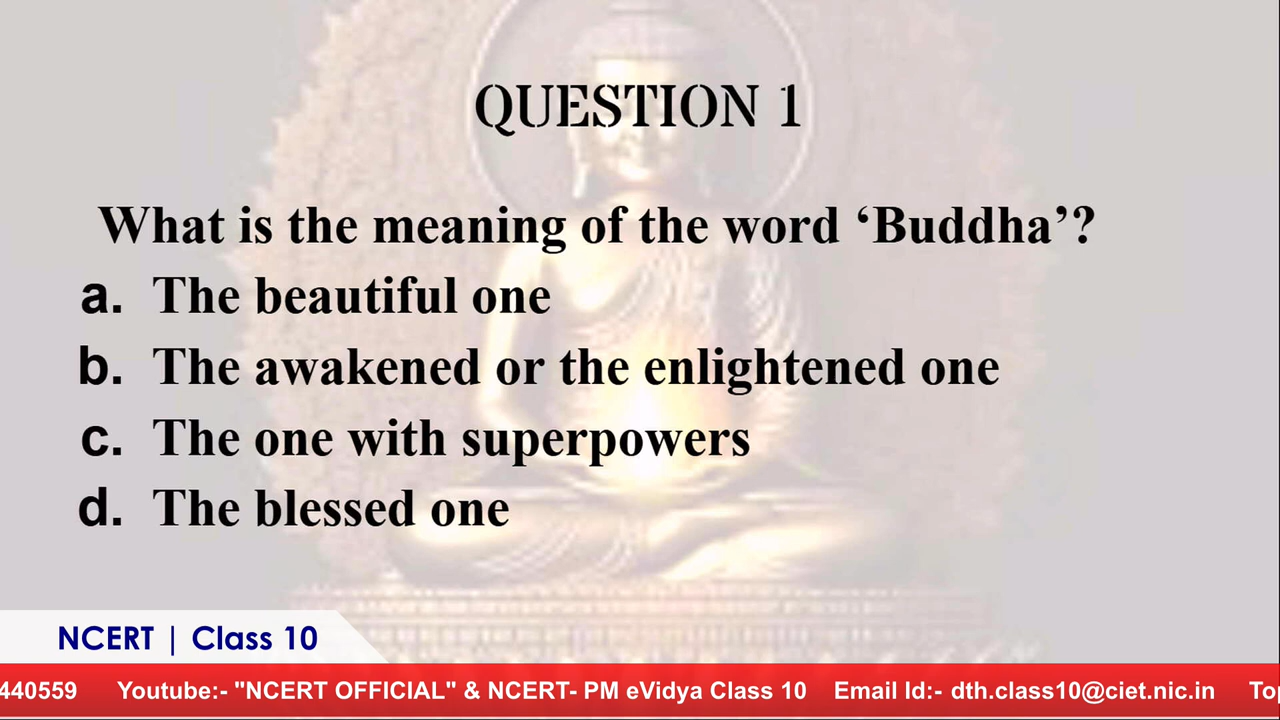 QUESTION 1
What is the meaning of the word ‘Buddha’?
a. The beautiful one
b. The awakened or the enlightened one
c. The one with superpowers
d. The blessed one
NCERT | Class 10
440559 Youtube:- "NCERT OFFICIAL" & NCERT- PM eVidya Class 10 Email Id:- dth.class10@ciet.nic.in